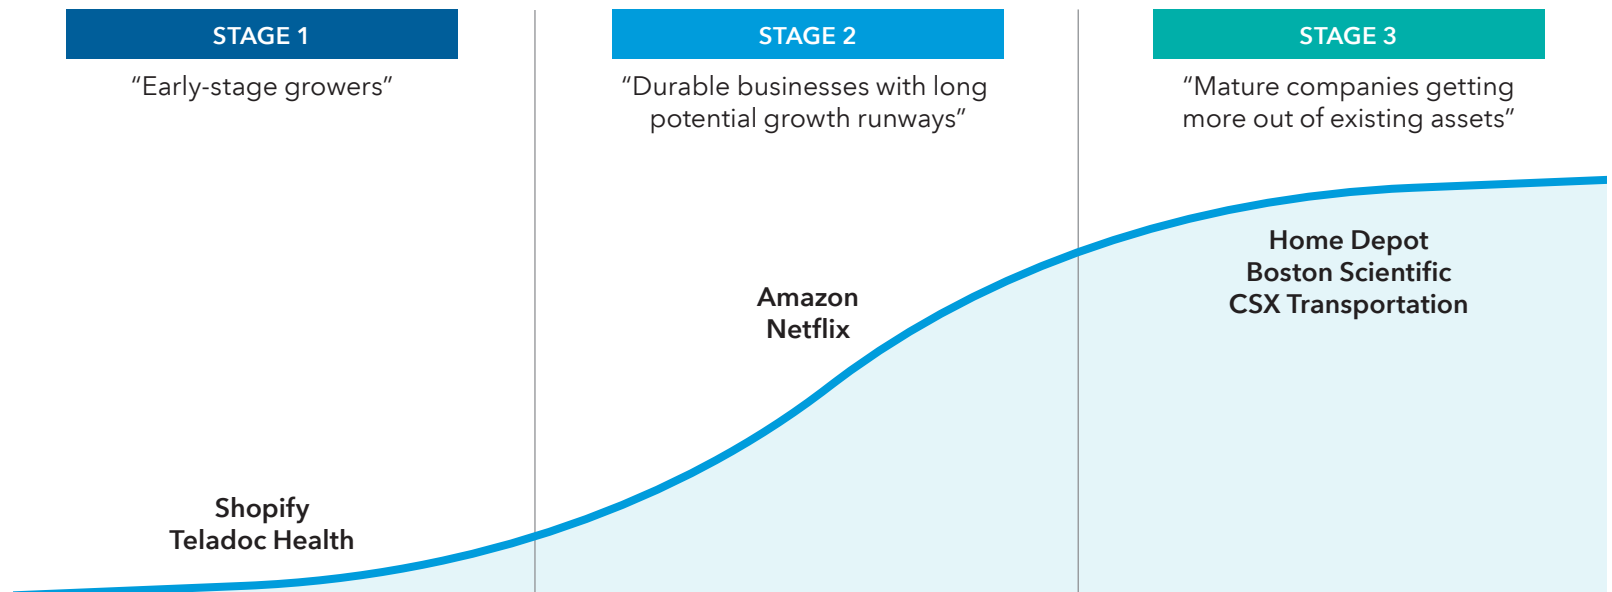 STAGE 1
“Early-stage growers”
STAGE 2
“Durable businesses with long
potential growth runways”
STAGE 3
“Mature companies getting
more out of existing assets”
Shopify
Teladoc Health
Amazon
Netflix
Home Depot
Boston Scientific
CSX Transportation